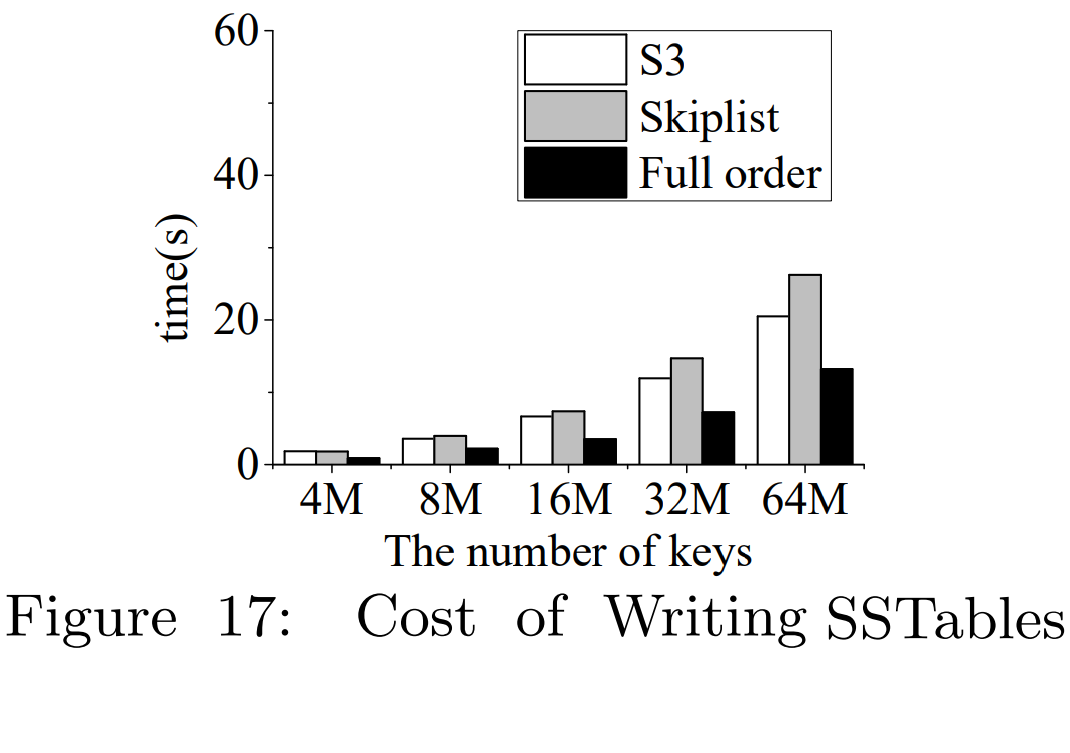 60
40
20
0
time(s)
S3
Skiplist
Full order
4M 8M 16M 32M 64M
The number of keys
Figure 17: Cost of Writing SSTables